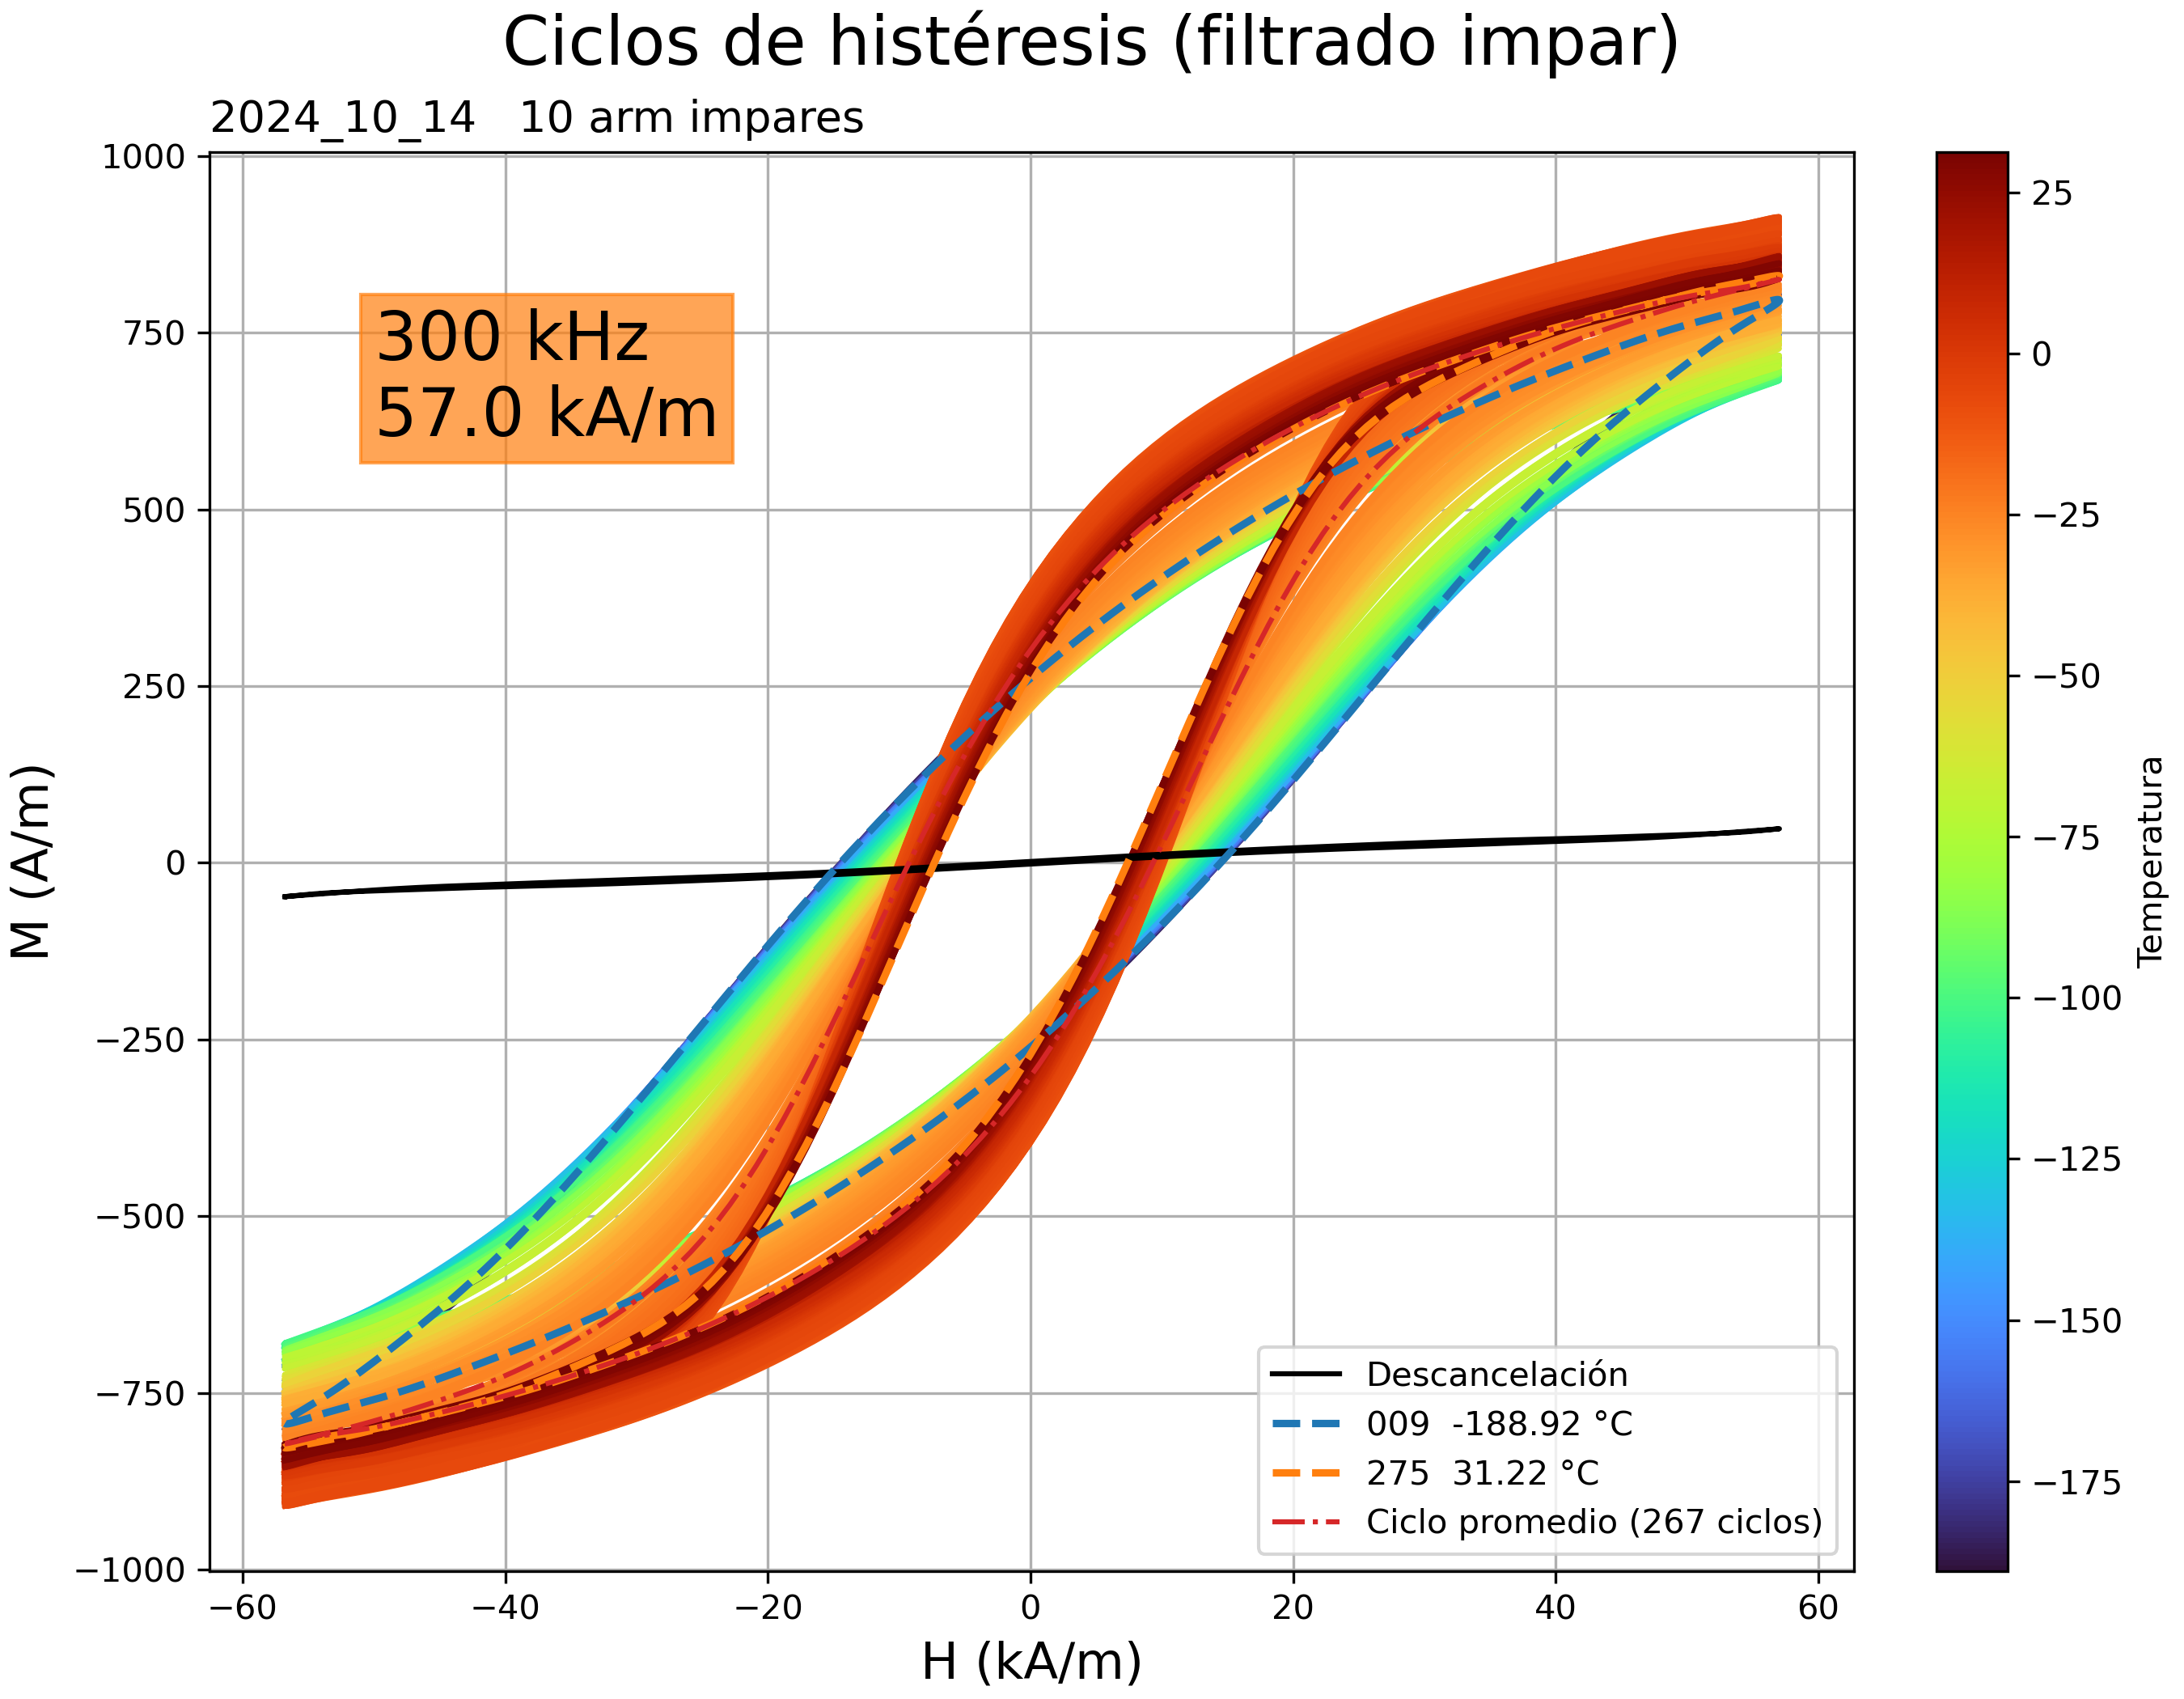 Ciclos de histéresis (filtrado impar)
2024_10_14   10 arm impares
300 kHz
57.0 kA/m
M (A/m)
1000
750
500
250
0
−250
−500
−750
−1000
−60
−40
−20
0
20
40
60
H (kA/m)
Descancelación
009  -188.92 °C
275  31.22 °C
Ciclo promedio (267 ciclos)
25
0
−25
−50
−75
−100
−125
−150
−175
Temperatura